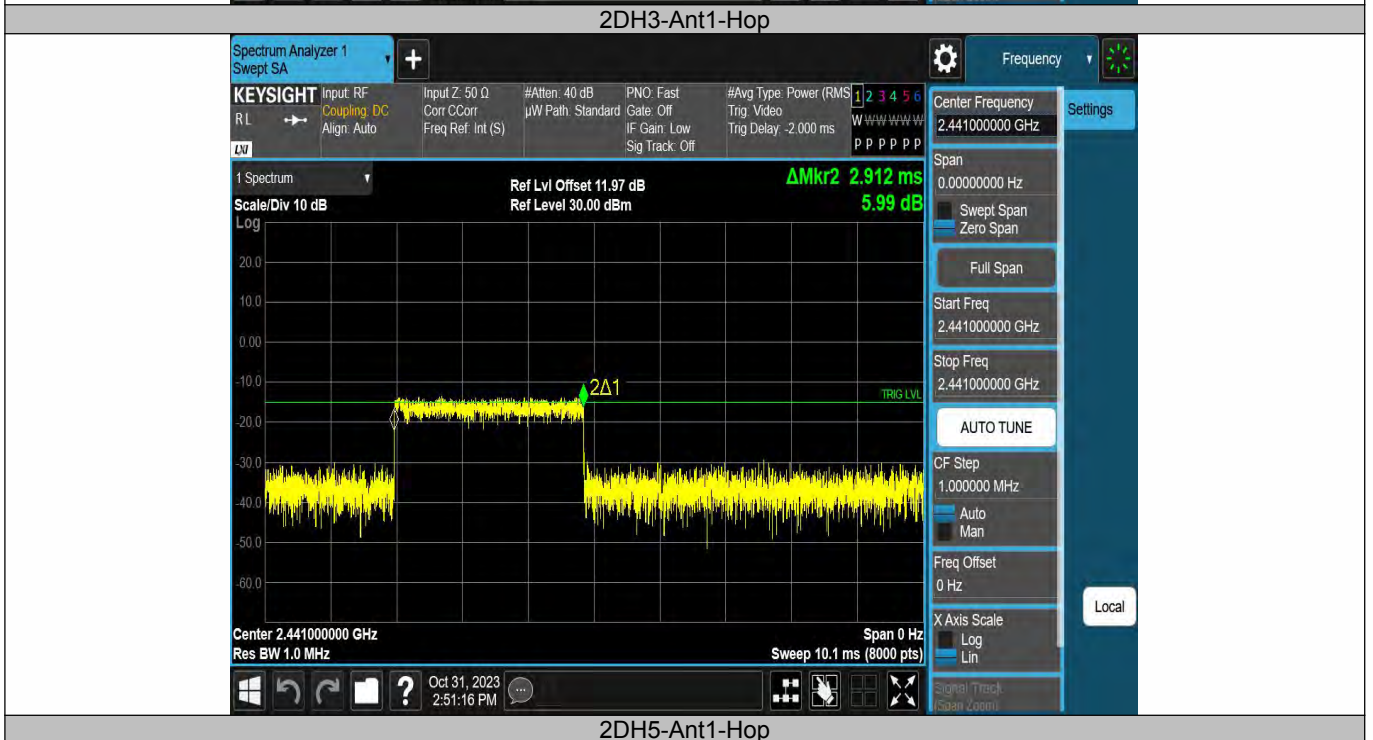 2DH3-Ant1-Hop
Spectrum Analyzer 1
Swept SA
+
Frequency
KEYSIGHT
RL
LXI
Input: RF
Coupling: DC
Align: Auto
Input Z: 50 Ω
Corr CCorr
Freq Ref: Int (S)
#Atten: 40 dB
µW Path: Standard
PNO: Fast
Gate: Off
IF Gain: Low
Sig Track: Off
#Avg Type: Power (RMS
Trig: Video
Trig Delay: -2.000 ms
1 2 3 4 5 6
W W W W W W
P P P P P P
Center Frequency
2.441000000 GHz
Settings
1 Spectrum
Scale/Div 10 dB
Ref Lvl Offset 11.97 dB
Ref Level 30.00 dBm
ΔMkr2 2.912 ms
5.99 dB
Span
0.00000000 Hz
Swept Span
Zero Span
Full Span
Start Freq
2.441000000 GHz
Stop Freq
2.441000000 GHz
AUTO TUNE
CF Step
1.000000 MHz
Auto
Man
Freq Offset
0 Hz
X Axis Scale
Log
Lin
Signal Track
(Span Zoom)
Local
Log
20.0
10.0
0.00
-10.0
-20.0
-30.0
-40.0
-50.0
-60.0
2Δ1
TRIG LVL
Center 2.441000000 GHz
Res BW 1.0 MHz
Span 0 Hz
Sweep 10.1 ms (8000 pts)
?
Oct 31, 2023
2:51:16 PM
2DH5-Ant1-Hop